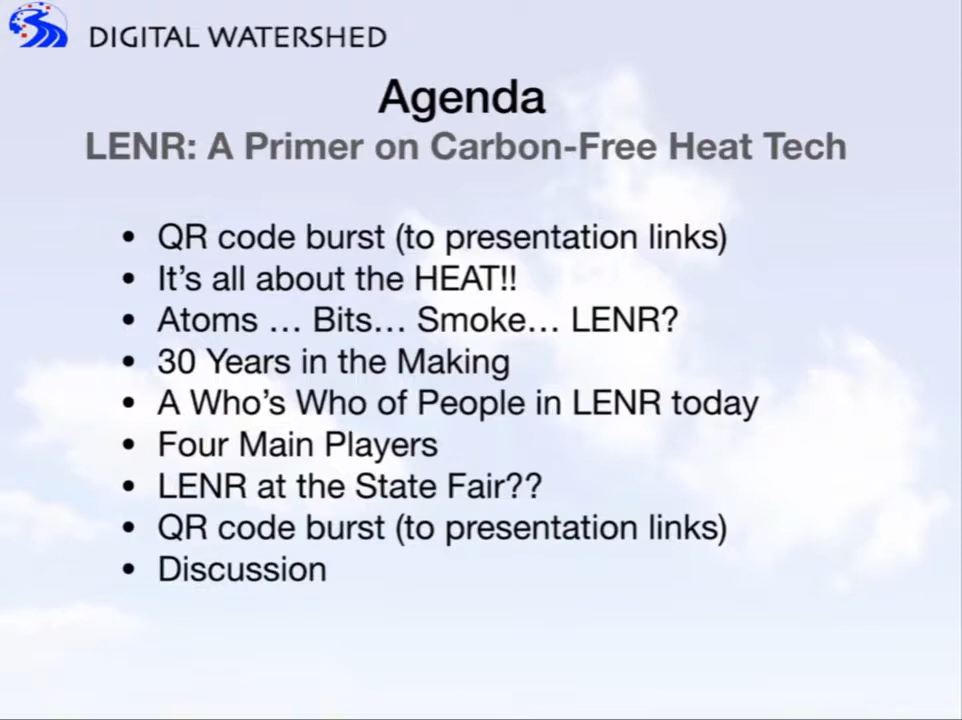 DIGITAL WATERSHED
Agenda
LENR: A Primer on Carbon-Free Heat Tech
• QR code burst (to presentation links)
• It’s all about the HEAT!!
• Atoms … Bits… Smoke… LENR?
• 30 Years in the Making
• A Who’s Who of People in LENR today
• Four Main Players
• LENR at the State Fair??
• QR code burst (to presentation links)
• Discussion